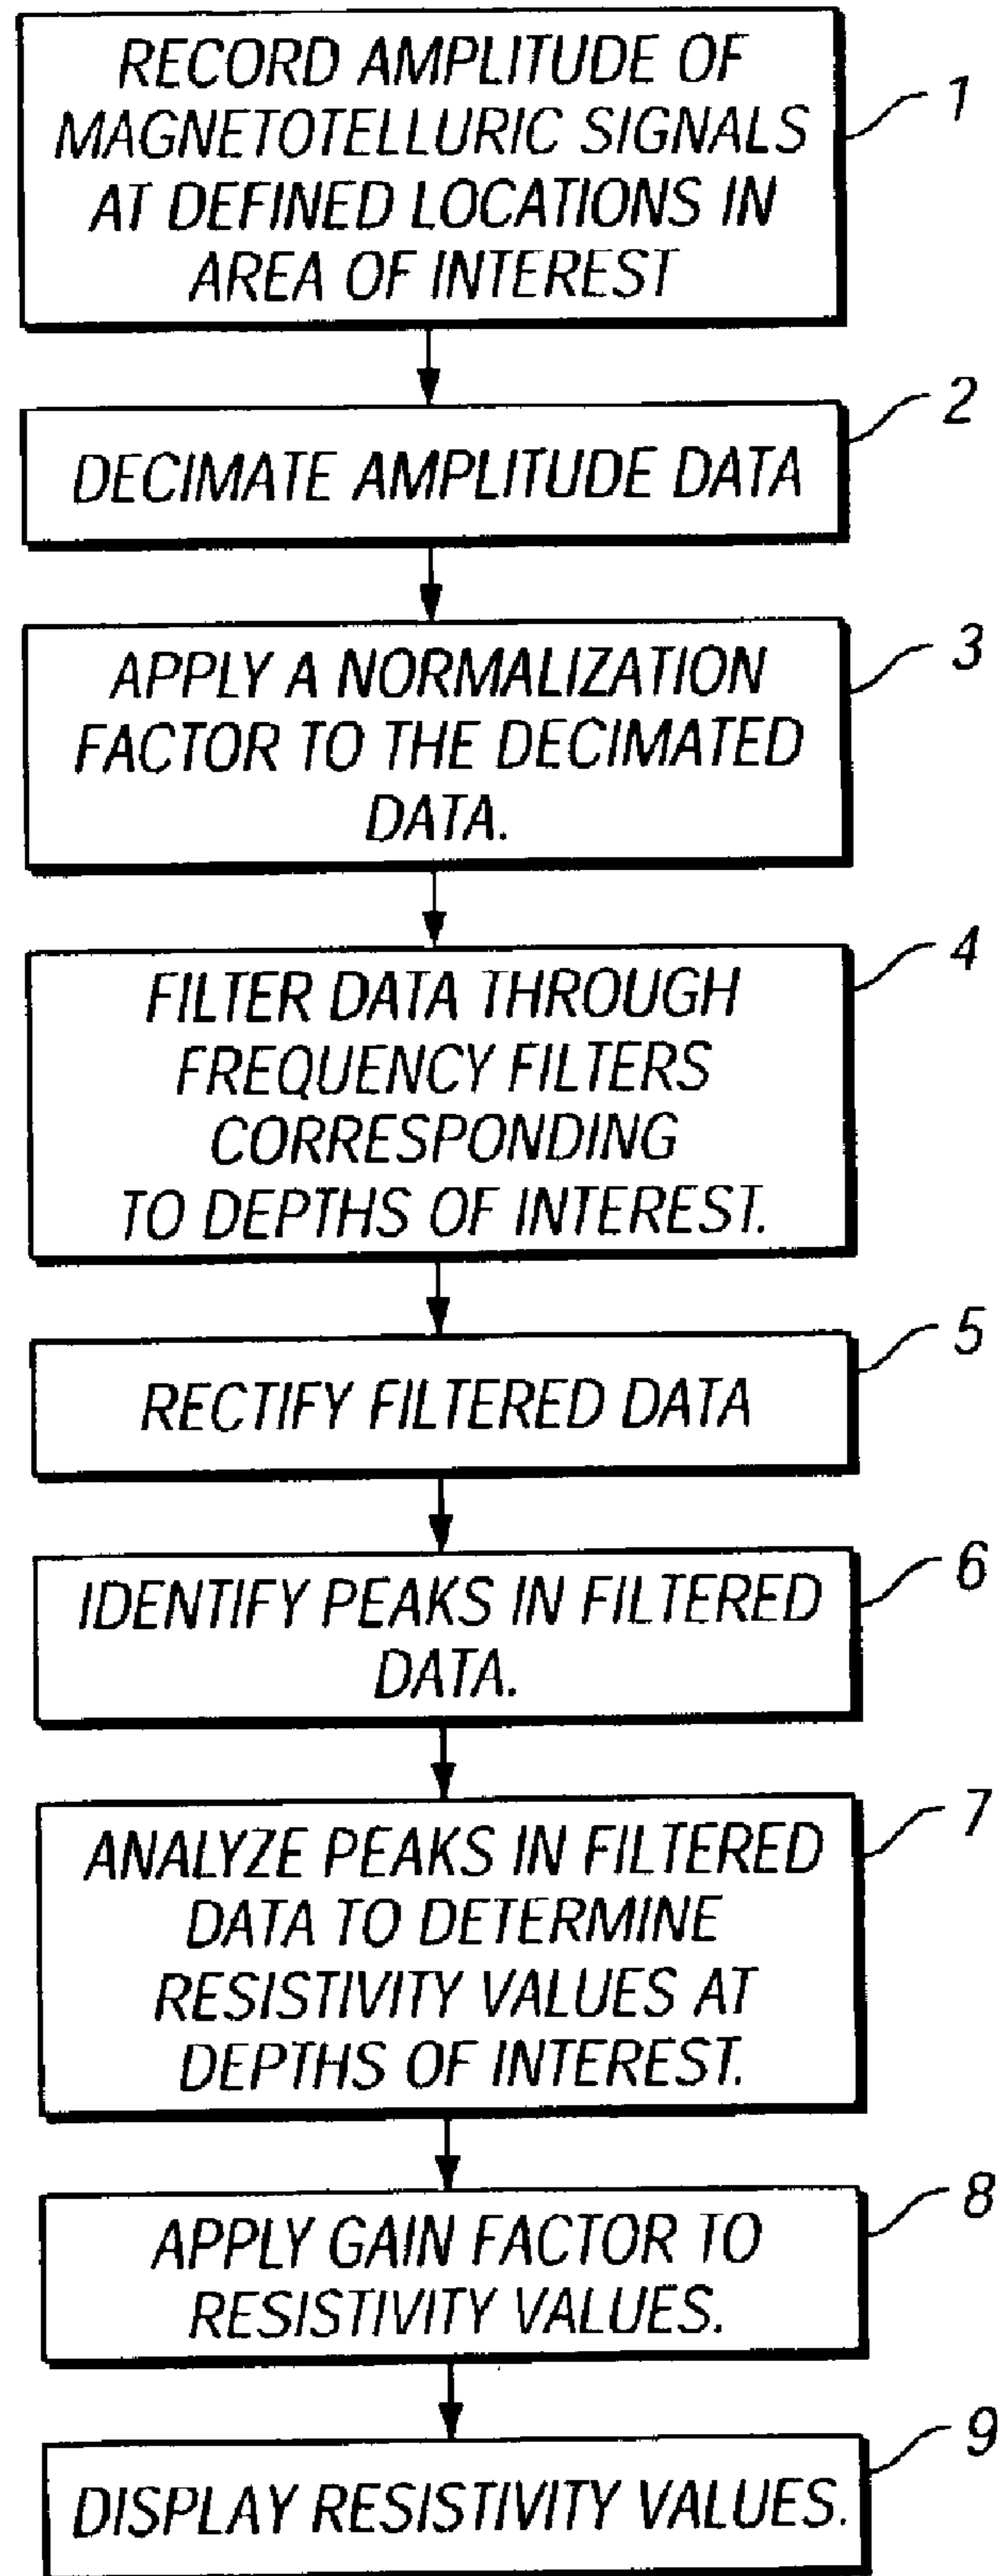 RECORD AMPLITUDE OF
MAGNETOTELLURIC SIGNALS
AT DEFINED LOCATIONS IN
AREA OF INTEREST
1
DECIMATE AMPLITUDE DATA
2
APPLY A NORMALIZATION
FACTOR TO THE DECIMATED
DATA.
3
FILTER DATA THROUGH
FREQUENCY FILTERS
CORRESPONDING
TO DEPTHS OF INTEREST.
4
RECTIFY FILTERED DATA
5
IDENTIFY PEAKS IN FILTERED
DATA.
6
ANALYZE PEAKS IN FILTERED
DATA TO DETERMINE
RESISTIVITY VALUES AT
DEPTHS OF INTEREST.
7
APPLY GAIN FACTOR TO
RESISTIVITY VALUES.
8
DISPLAY RESISTIVITY VALUES.
9